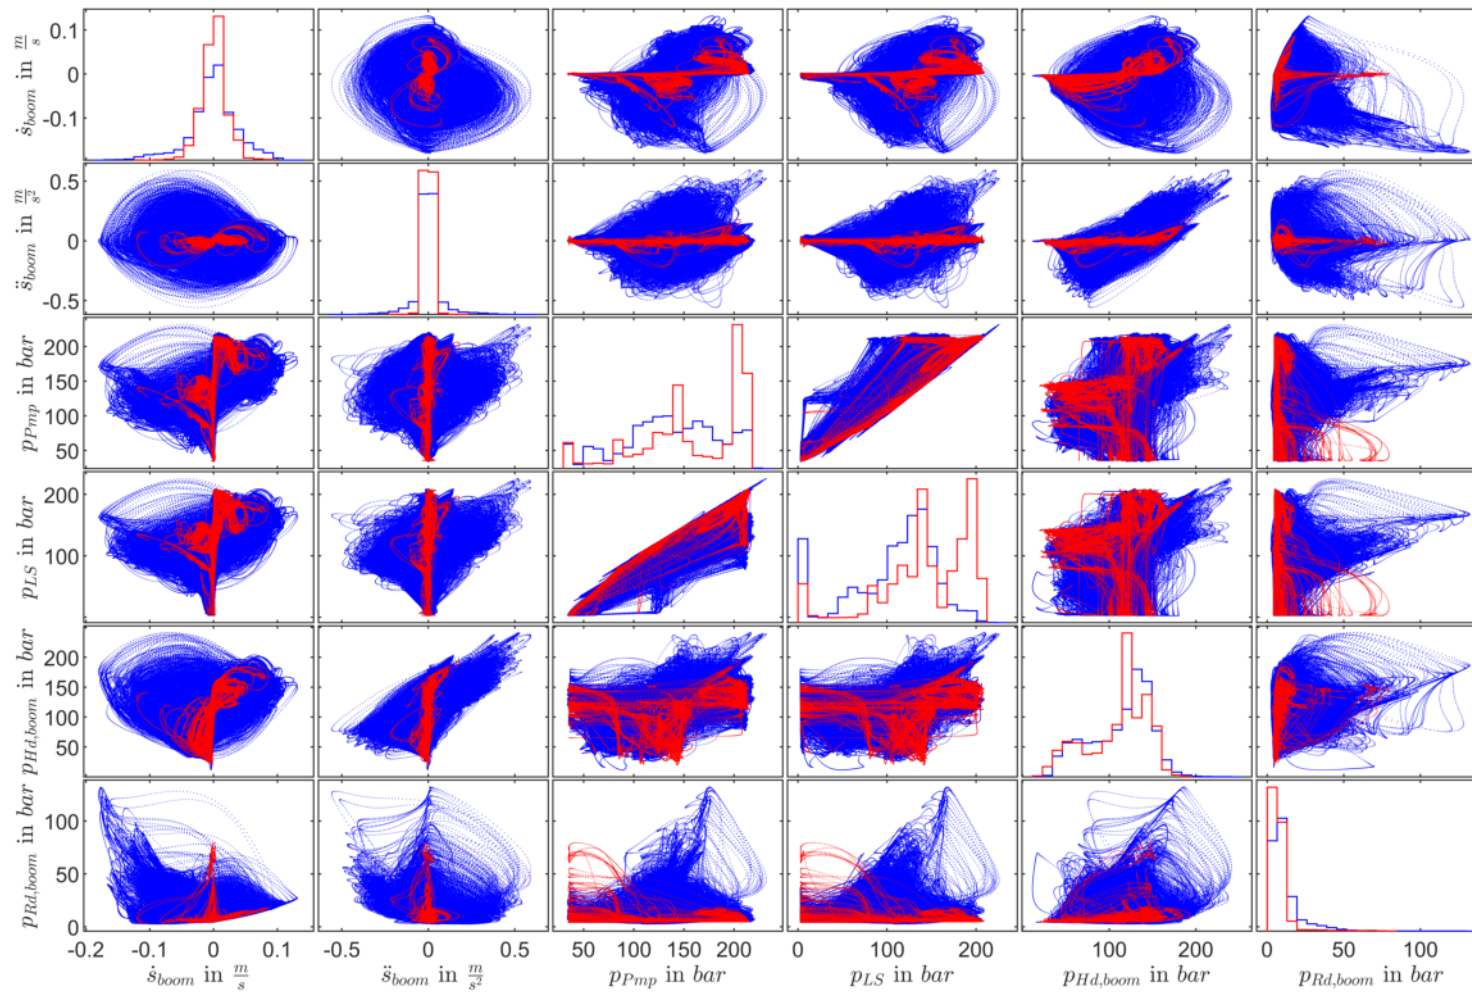 ṡ_boom in m/s
0.1
0
-0.1
s̈_boom in m/s²
0.5
0
-0.5
p_Pmp in bar
200
150
100
50
p_LS in bar
200
100
p_Hd,boom in bar
200
150
100
50
p_Rd,boom in bar
100
50
0
-0.2 -0.1 0 0.1
-0.5 0 0.5
50 100 150 200
0 100 200
100 200
0 50 100
ṡ_boom in m/s
s̈_boom in m/s²
p_Pmp in bar
p_LS in bar
p_Hd,boom in bar
p_Rd,boom in bar